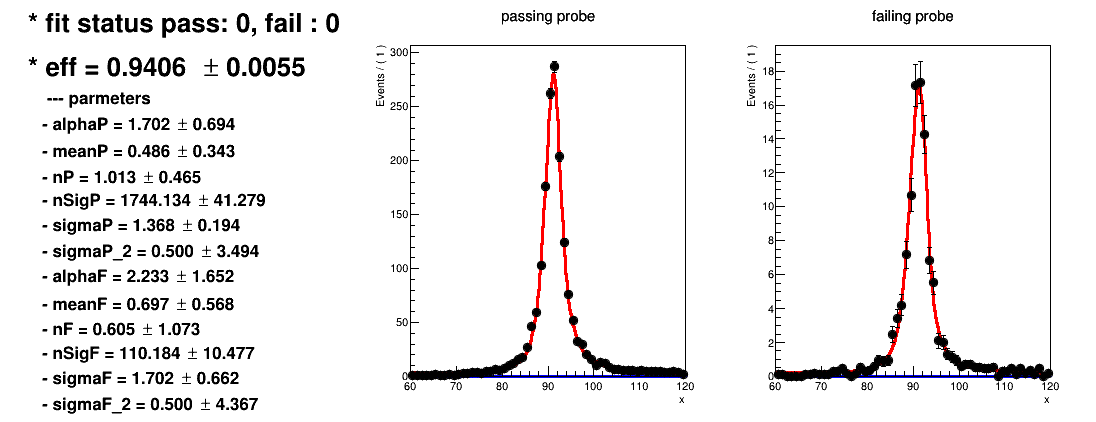 * fit status pass: 0, fail : 0
* eff = 0.9406 ± 0.0055
--- parmeters
- alphaP = 1.702 ± 0.694
- meanP = 0.486 ± 0.343
- nP = 1.013 ± 0.465
- nSigP = 1744.134 ± 41.279
- sigmaP = 1.368 ± 0.194
- sigmaP_2 = 0.500 ± 3.494
- alphaF = 2.233 ± 1.652
- meanF = 0.697 ± 0.568
- nF = 0.605 ± 1.073
- nSigF = 110.184 ± 10.477
- sigmaF = 1.702 ± 0.662
- sigmaF_2 = 0.500 ± 4.367
passing probe
Events / ( 1 )
300
250
200
150
100
50
0
60 70 80 90 100 110 120
x
failing probe
Events / ( 1 )
18
16
14
12
10
8
6
4
2
0
60 70 80 90 100 110 120
x